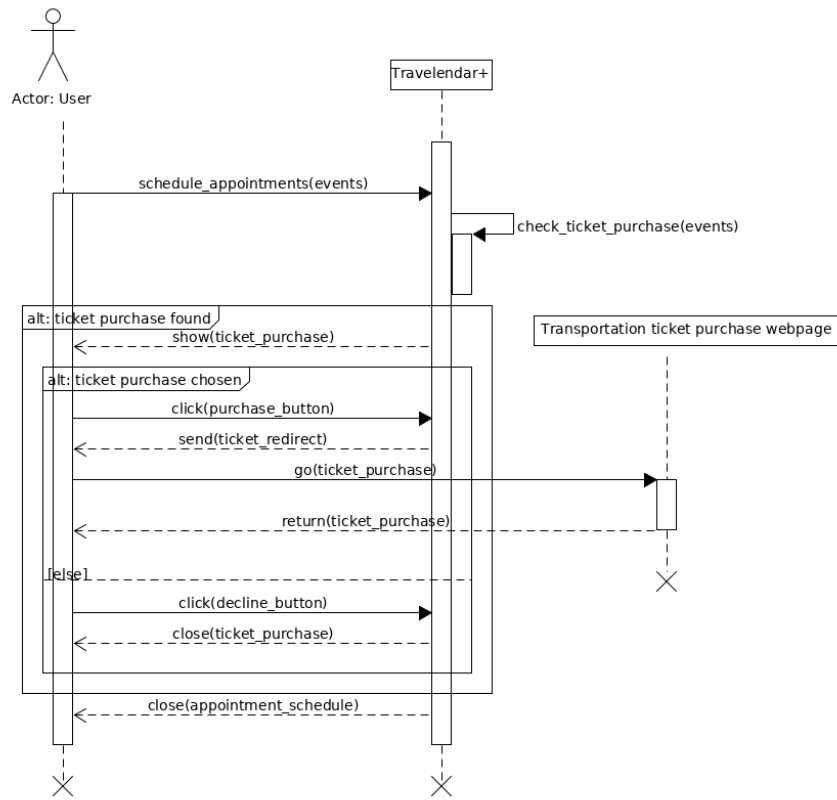 Actor: User
Travelendar+
schedule_appointments(events)
check_ticket_purchase(events)
alt: ticket purchase found
Transportation ticket purchase webpage
show(ticket_purchase)
alt: ticket purchase chosen
click(purchase_button)
send(ticket_redirect)
go(ticket_purchase)
return(ticket_purchase)
[else]
click(decline_button)
close(ticket_purchase)
close(appointment_schedule)